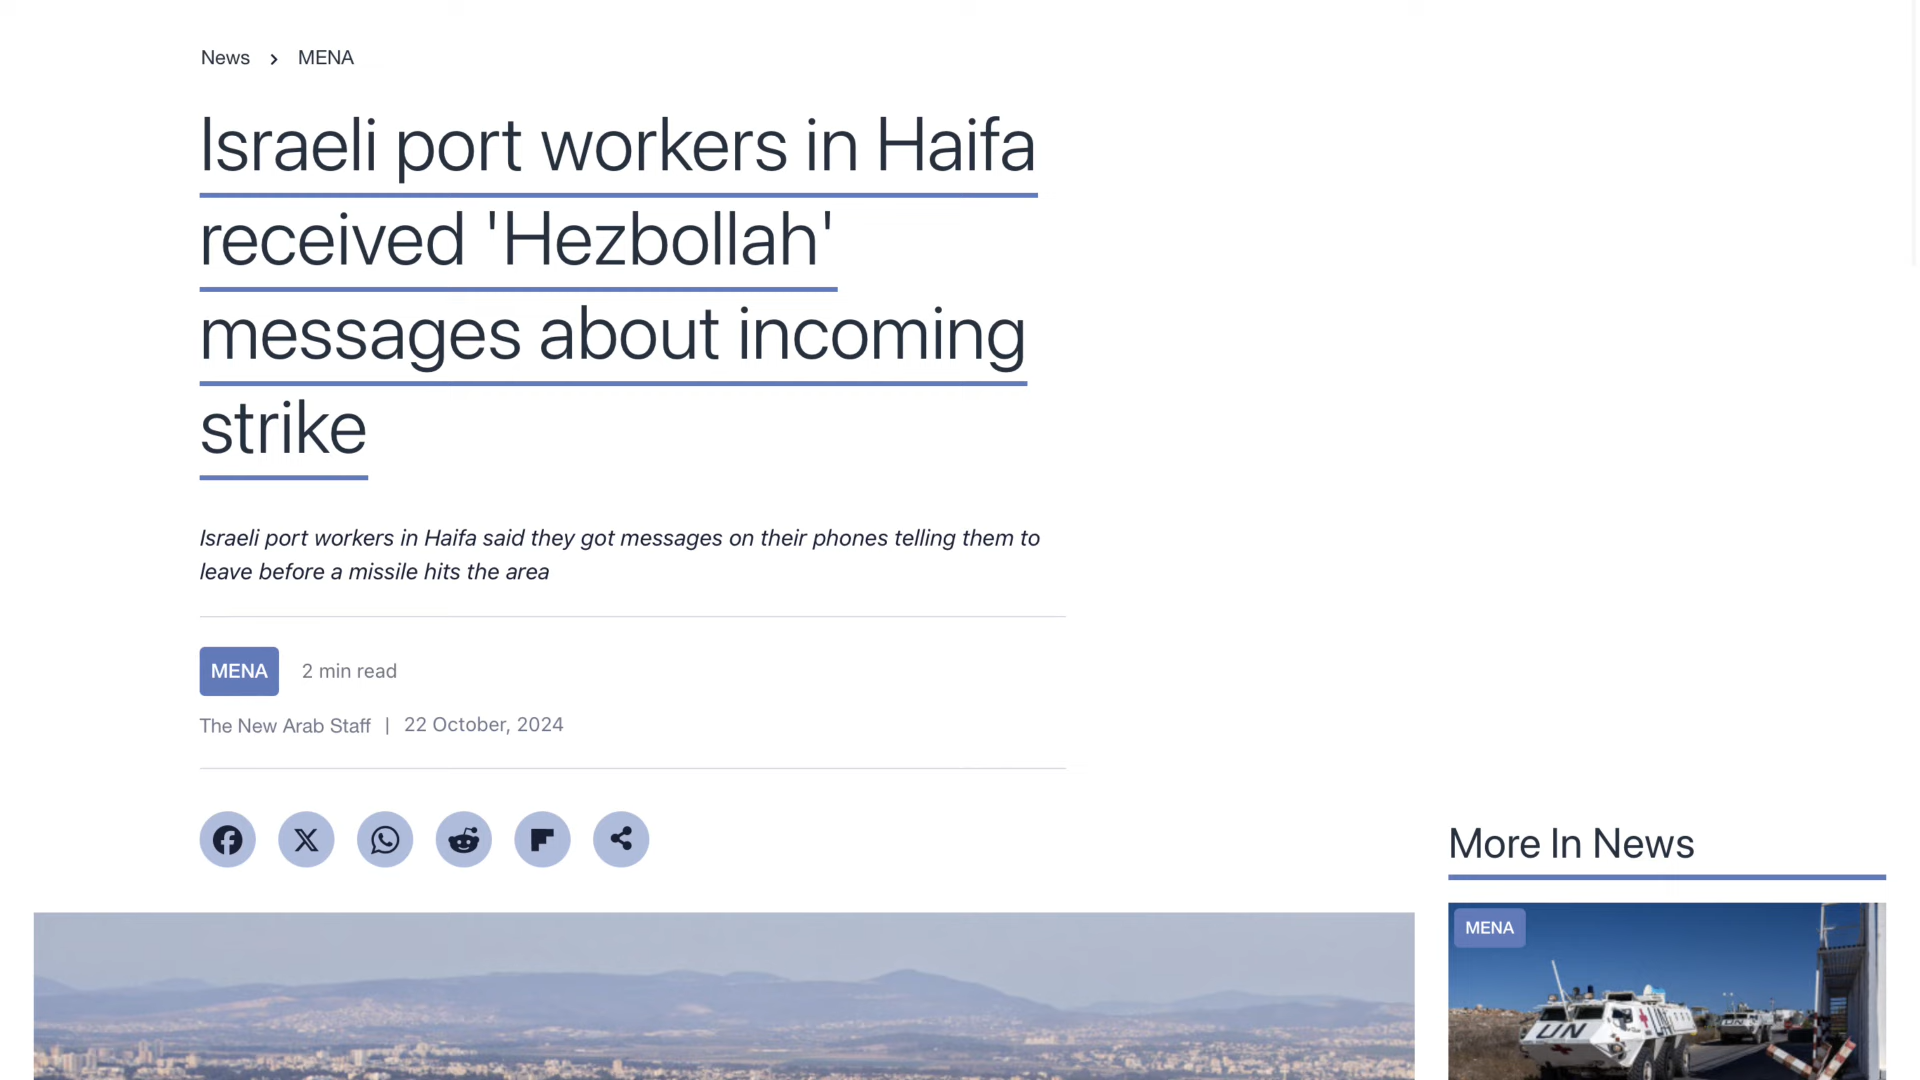 News > MENA
Israeli port workers in Haifa
received 'Hezbollah'
messages about incoming
strike
Israeli port workers in Haifa said they got messages on their phones telling them to
leave before a missile hits the area
MENA 2 min read
The New Arab Staff | 22 October, 2024
More In News
MENA
UN
UN
UN